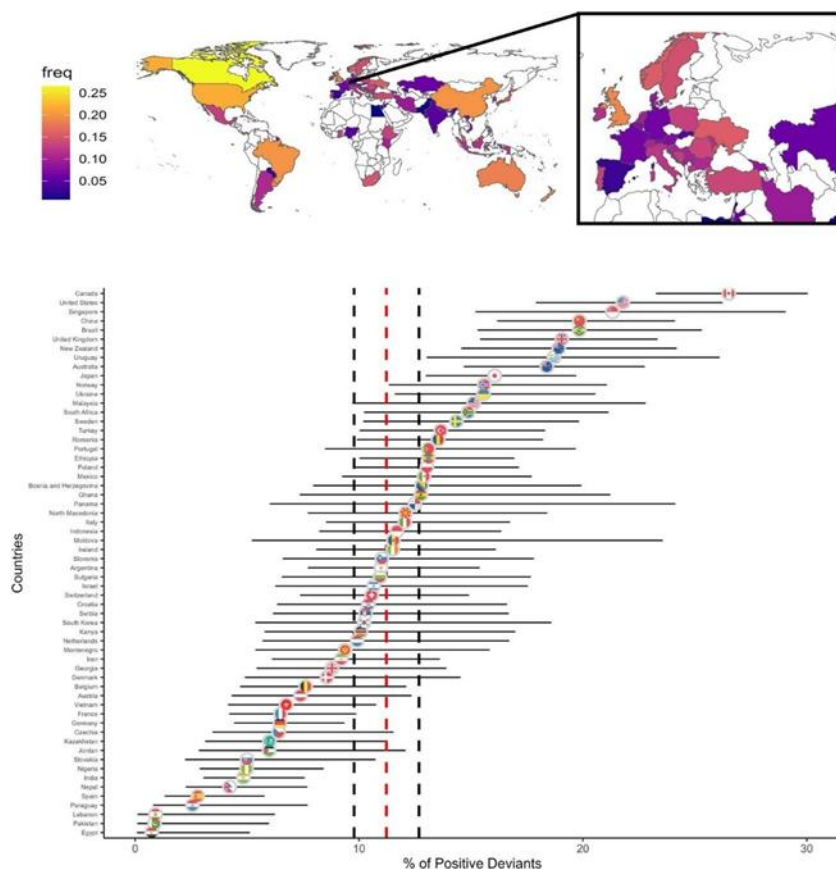 freq
0.25
0.20
0.15
0.10
0.05
Countries
Canada
United States
Singapore
China
Brazil
United Kingdom
New Zealand
Uruguay
Australia
Japan
Norway
Ukraine
Malaysia
South Africa
Sweden
Turkey
Romania
Portugal
Ethiopia
Poland
Mexico
Bosnia and Herzegovina
Ghana
Panama
North Macedonia
Italy
Indonesia
Moldova
Ireland
Slovenia
Argentina
Bulgaria
Israel
Switzerland
Croatia
Serbia
South Korea
Kenya
Netherlands
Montenegro
Iran
Georgia
Denmark
Belgium
Austria
Vietnam
France
Germany
Czechia
Kazakhstan
Jordan
Slovakia
Nigeria
India
Nepal
Spain
Paraguay
Lebanon
Pakistan
Egypt
0 10 20 30
% of Positive Deviants